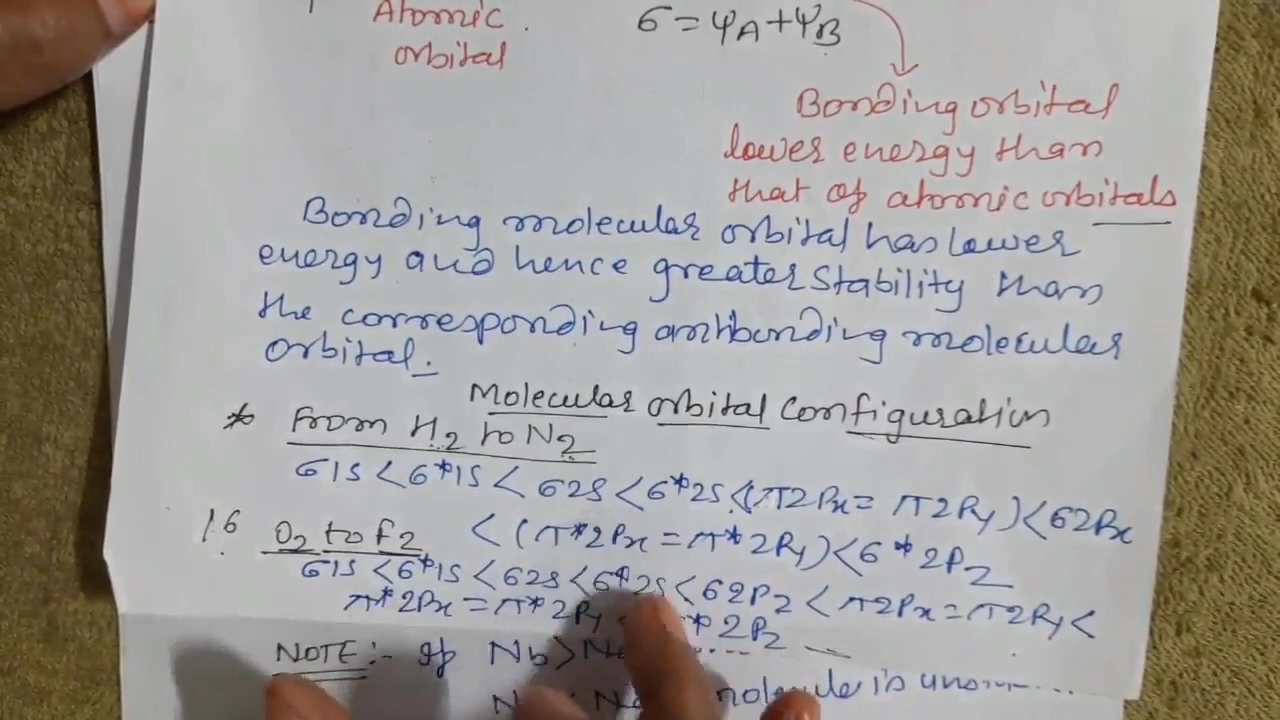 Atomic.
orbital
σ = ψA + ψB
Bonding orbital
lower energy than
that of atomic orbitals
Bonding molecular orbital has lower
energy and hence greater stability than
the corresponding antibonding molecular
orbital.
Molecular orbital configuration
* From H2 to N2
σ1s < σ*1s < σ2s < σ*2s < (π2Px = π2Py) < σ2Px
< (π*2Px = π*2Py) < σ*2Pz
1.6 O2 to F2
σ1s < σ*1s < σ2s < σ*2s < σ2Pz < π2Px = π2Py <
π*2Px = π*2Py *2Pz
NOTE:- If Nb >
molecule is